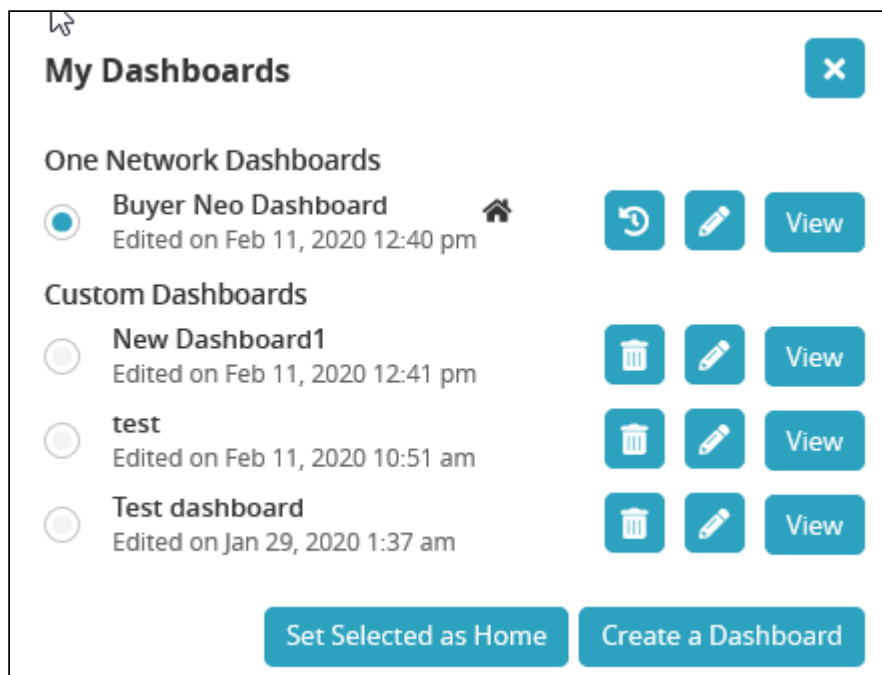 My Dashboards
One Network Dashboards
Buyer Neo Dashboard
Edited on Feb 11, 2020 12:40 pm
View
Custom Dashboards
New Dashboard1
Edited on Feb 11, 2020 12:41 pm
View
test
Edited on Feb 11, 2020 10:51 am
View
Test dashboard
Edited on Jan 29, 2020 1:37 am
View
Set Selected as Home
Create a Dashboard